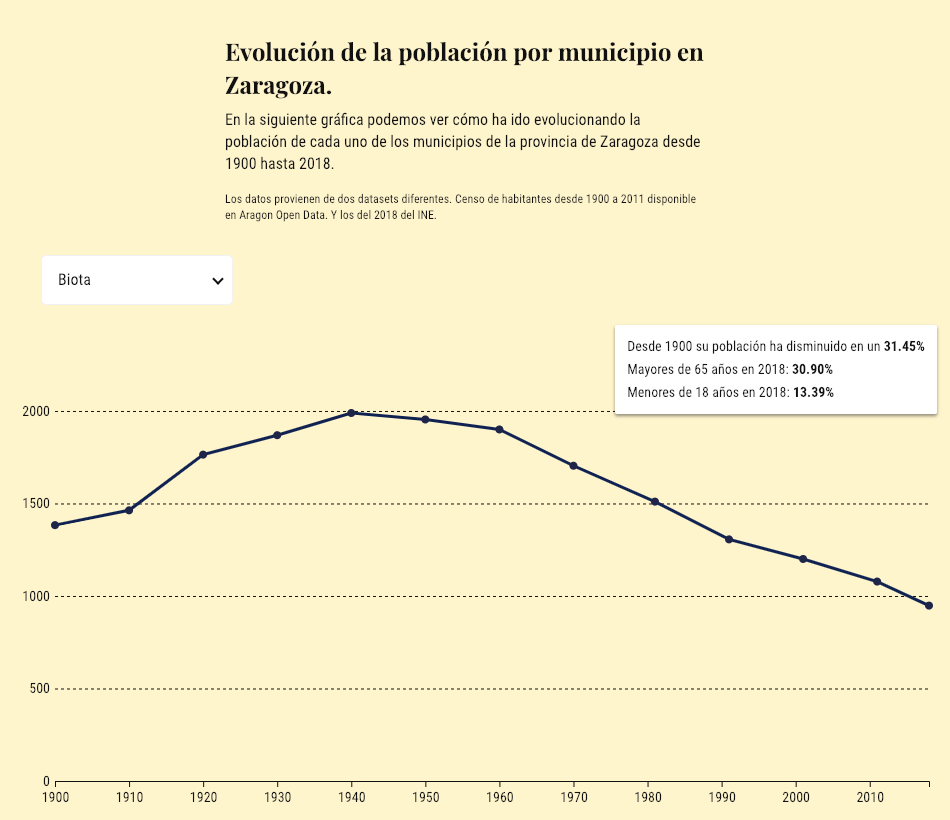 Evolución de la población por municipio en
Zaragoza.
En la siguiente gráfica podemos ver cómo ha ido evolucionando la
población de cada uno de los municipios de la provincia de Zaragoza desde
1900 hasta 2018.
Los datos provienen de dos datasets diferentes. Censo de habitantes desde 1900 a 2011 disponible
en Aragon Open Data. Y los del 2018 del INE.
Biota
Desde 1900 su población ha disminuido en un 31.45%
Mayores de 65 años en 2018: 30.90%
Menores de 18 años en 2018: 13.39%
2000
1500
1000
500
0
1900 1910 1920 1930 1940 1950 1960 1970 1980 1990 2000 2010